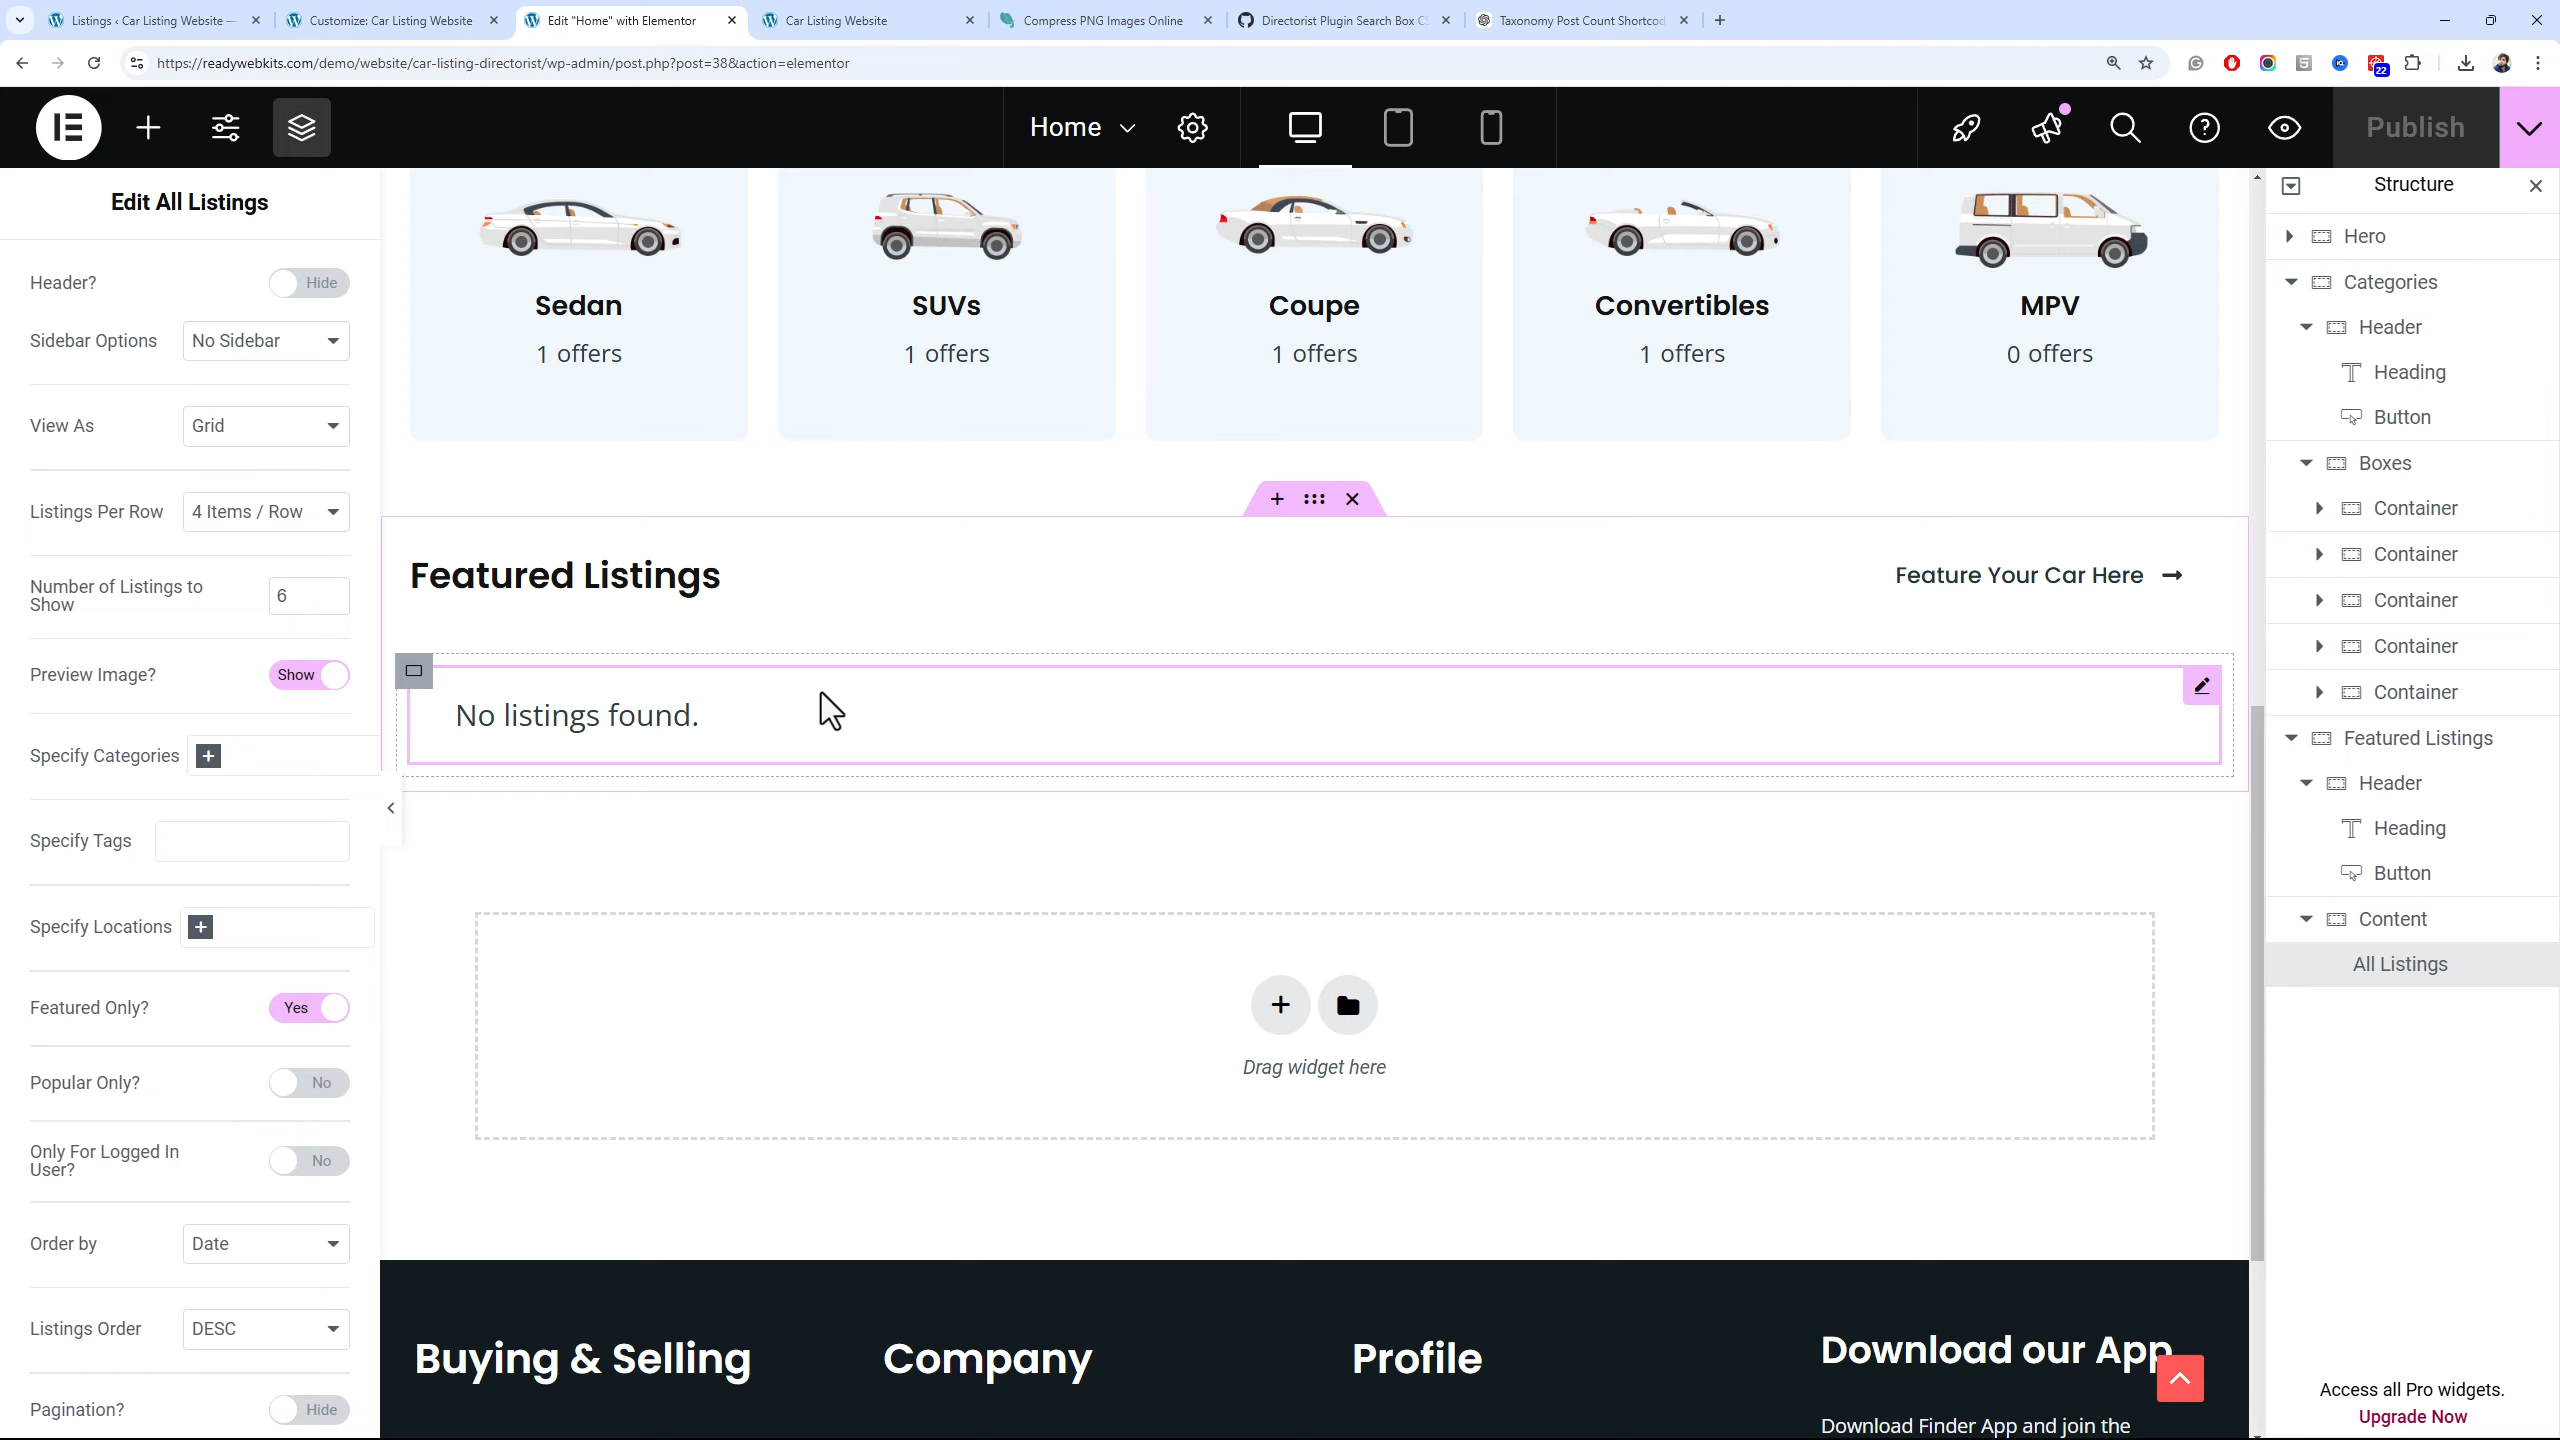 Listings ‹ Car Listing Website —
Customize: Car Listing Website
Edit "Home" with Elementor
Car Listing Website
Compress PNG Images Online
Directorist Plugin Search Box
Taxonomy Post Count Shortcod
https://readywebkits.com/demo/website/car-listing-directorist/wp-admin/post.php?post=38&action=elementor
22
Home
Publish
Edit All Listings
Header?
Hide
Sidebar Options
No Sidebar
View As
Grid
Listings Per Row
4 Items / Row
Number of Listings to
Show
6
Preview Image?
Show
Specify Categories
Specify Tags
Specify Locations
Featured Only?
Yes
Popular Only?
No
Only For Logged In
User?
No
Order by
Date
Listings Order
DESC
Pagination?
Hide
Sedan
1 offers
SUVs
1 offers
Coupe
1 offers
Convertibles
1 offers
MPV
0 offers
Featured Listings
Feature Your Car Here
No listings found.
Drag widget here
Buying & Selling
Company
Profile
Download our App
Download Finder App and join the
Structure
Hero
Categories
Header
Heading
Button
Boxes
Container
Container
Container
Container
Container
Featured Listings
Header
Heading
Button
Content
All Listings
Access all Pro widgets.
Upgrade Now